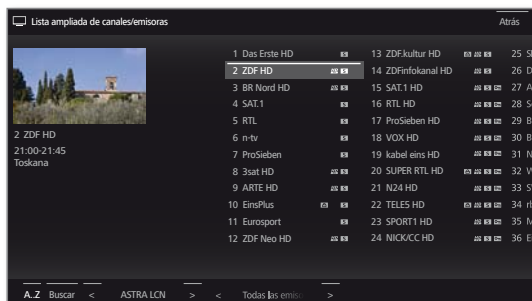 Lista ampliada de canales/emisoras
Atrás
2 ZDF HD
21:00-21:45
Toskana
1 Das Erste HD
2 ZDF HD
3 BR Nord HD
4 SAT.1
5 RTL
6 n-tv
7 ProSieben
8 3sat HD
9 ARTE HD
10 EinsPlus
11 Eurosport
12 ZDF Neo HD
13 ZDF.kultur HD
14 ZDFinfokanal HD
15 SAT.1 HD
16 RTL HD
17 ProSieben HD
18 VOX HD
19 kabel eins HD
20 SUPER RTL HD
21 N24 HD
22 TELE5 HD
23 SPORT1 HD
24 NICK/CC HD
25
26
27
28
29
30
31
32
33
34
35
36
A..Z Buscar < ASTRA LCN > < Todas las emiso >